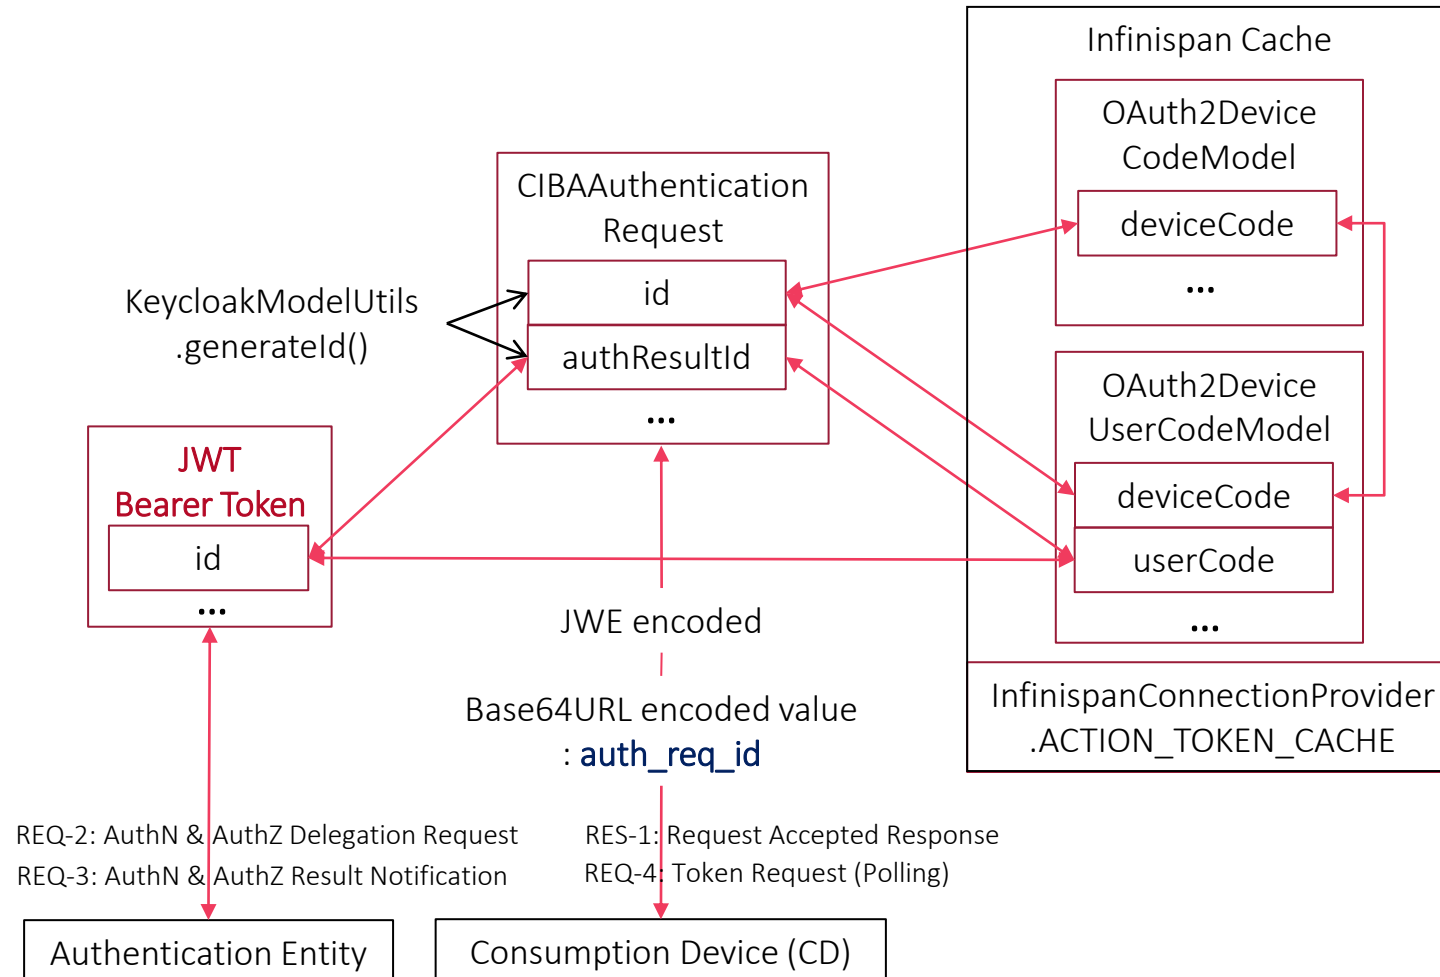 Infinispan Cache
OAuth2Device
CodeModel
deviceCode
...
CIBAAuthentication
Request
id
authResultId
...
KeycloakModelUtils
.generateId()
OAuth2Device
UserCodeModel
deviceCode
userCode
...
InfinispanConnectionProvider
.ACTION_TOKEN_CACHE
JWT
Bearer Token
id
...
JWE encoded
Base64URL encoded value
: auth_req_id
REQ-2: AuthN & AuthZ Delegation Request
REQ-3: AuthN & AuthZ Result Notification
RES-1: Request Accepted Response
REQ-4: Token Request (Polling)
Authentication Entity
Consumption Device (CD)